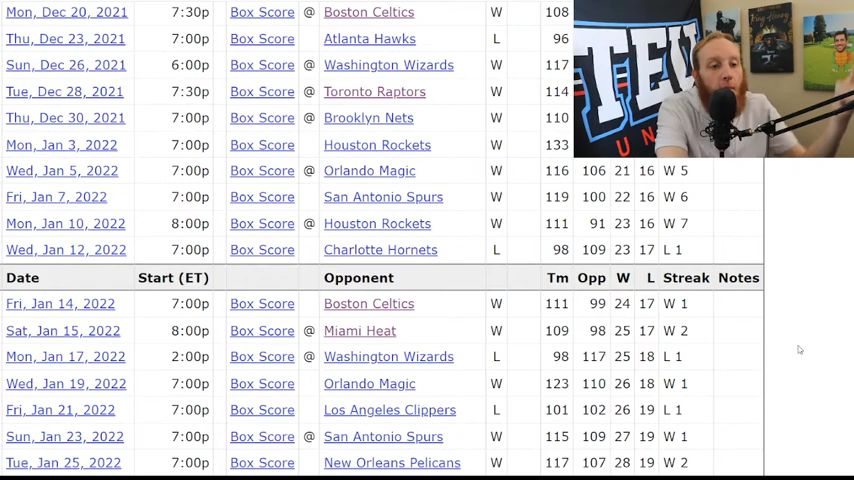 Mon, Dec 20, 2021 7:30p Box Score @ Boston Celtics W 108
Thu, Dec 23, 2021 7:00p Box Score Atlanta Hawks L 96
Sun, Dec 26, 2021 6:00p Box Score @ Washington Wizards W 117
Tue, Dec 28, 2021 7:30p Box Score @ Toronto Raptors W 114
Thu, Dec 30, 2021 7:00p Box Score @ Brooklyn Nets W 110
Mon, Jan 3, 2022 7:00p Box Score Houston Rockets W 133
Wed, Jan 5, 2022 7:00p Box Score @ Orlando Magic W 116 106 21 16 W 5
Fri, Jan 7, 2022 7:00p Box Score San Antonio Spurs W 119 100 22 16 W 6
Mon, Jan 10, 2022 8:00p Box Score @ Houston Rockets W 111 91 23 16 W 7
Wed, Jan 12, 2022 7:00p Box Score Charlotte Hornets L 98 109 23 17 L 1
Date Start (ET) Opponent Tm Opp W L Streak Notes
Fri, Jan 14, 2022 7:00p Box Score Boston Celtics W 111 99 24 17 W 1
Sat, Jan 15, 2022 8:00p Box Score @ Miami Heat W 109 98 25 17 W 2
Mon, Jan 17, 2022 2:00p Box Score @ Washington Wizards L 98 117 25 18 L 1
Wed, Jan 19, 2022 7:00p Box Score Orlando Magic W 123 110 26 18 W 1
Fri, Jan 21, 2022 7:00p Box Score Los Angeles Clippers L 101 102 26 19 L 1
Sun, Jan 23, 2022 7:00p Box Score @ San Antonio Spurs W 115 109 27 19 W 1
Tue, Jan 25, 2022 7:00p Box Score New Orleans Pelicans W 117 107 28 19 W 2